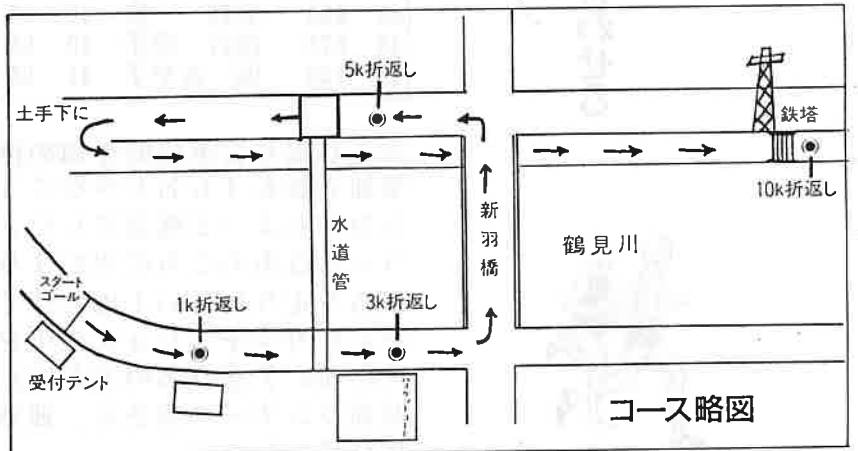 5k折返し
土手下に
鉄塔
10k折返し
水道管
新羽橋
鶴見川
スタート
ゴール
1k折返し
3k折返し
受付テント
コース略図